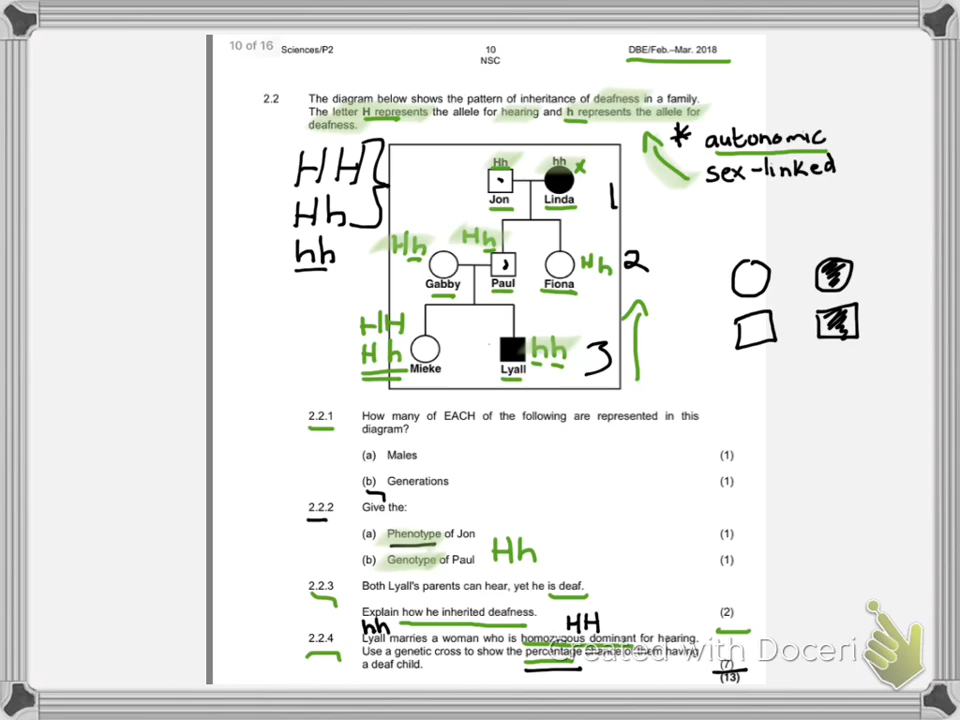 10 of 16 Sciences/P2 10 DBE/Feb.–Mar. 2018
NSC
2.2 The diagram below shows the pattern of inheritance of deafness in a family.
The letter H represents the allele for hearing and h represents the allele for
deafness.
* autonomic
sex-linked
HH
Hh
hh
Hh hh x
Jon Linda 1
Hh Hh Hh 2
Gabby Paul Fiona
HH
Hh hh 3
Mieke Lyall
2.2.1 How many of EACH of the following are represented in this
diagram?
(a) Males (1)
(b) Generations (1)
2.2.2 Give the:
(a) Phenotype of Jon (1)
(b) Genotype of Paul Hh (1)
2.2.3 Both Lyall's parents can hear, yet he is deaf.
Explain how he inherited deafness. (2)
hh HH
2.2.4 Lyall marries a woman who is homozygous dominant for hearing.
Use a genetic cross to show the percentage chance of them having
a deaf child. (7)
(13)
Created with Doceri